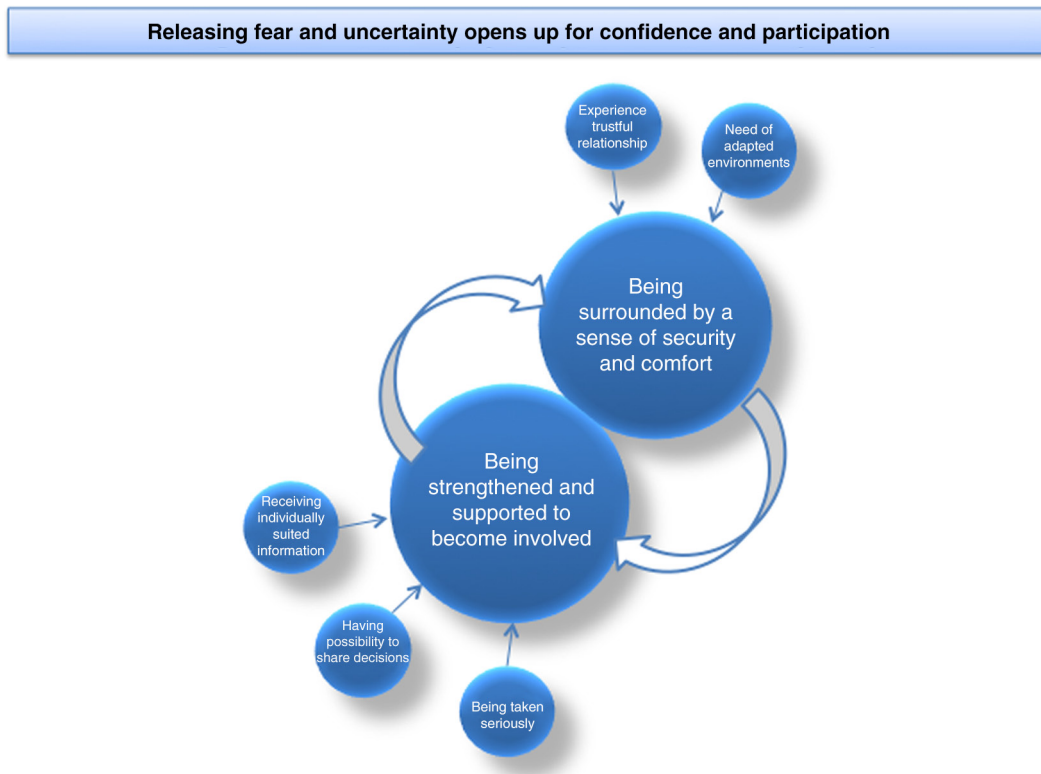 Releasing fear and uncertainty opens up for confidence and participation
Experience
trustful
relationship
Need of
adapted
environments
Being
surrounded by a
sense of security
and comfort
Being
strengthened and
supported to
become involved
Receiving
individually
suited
information
Having
possibility to
share decisions
Being taken
seriously